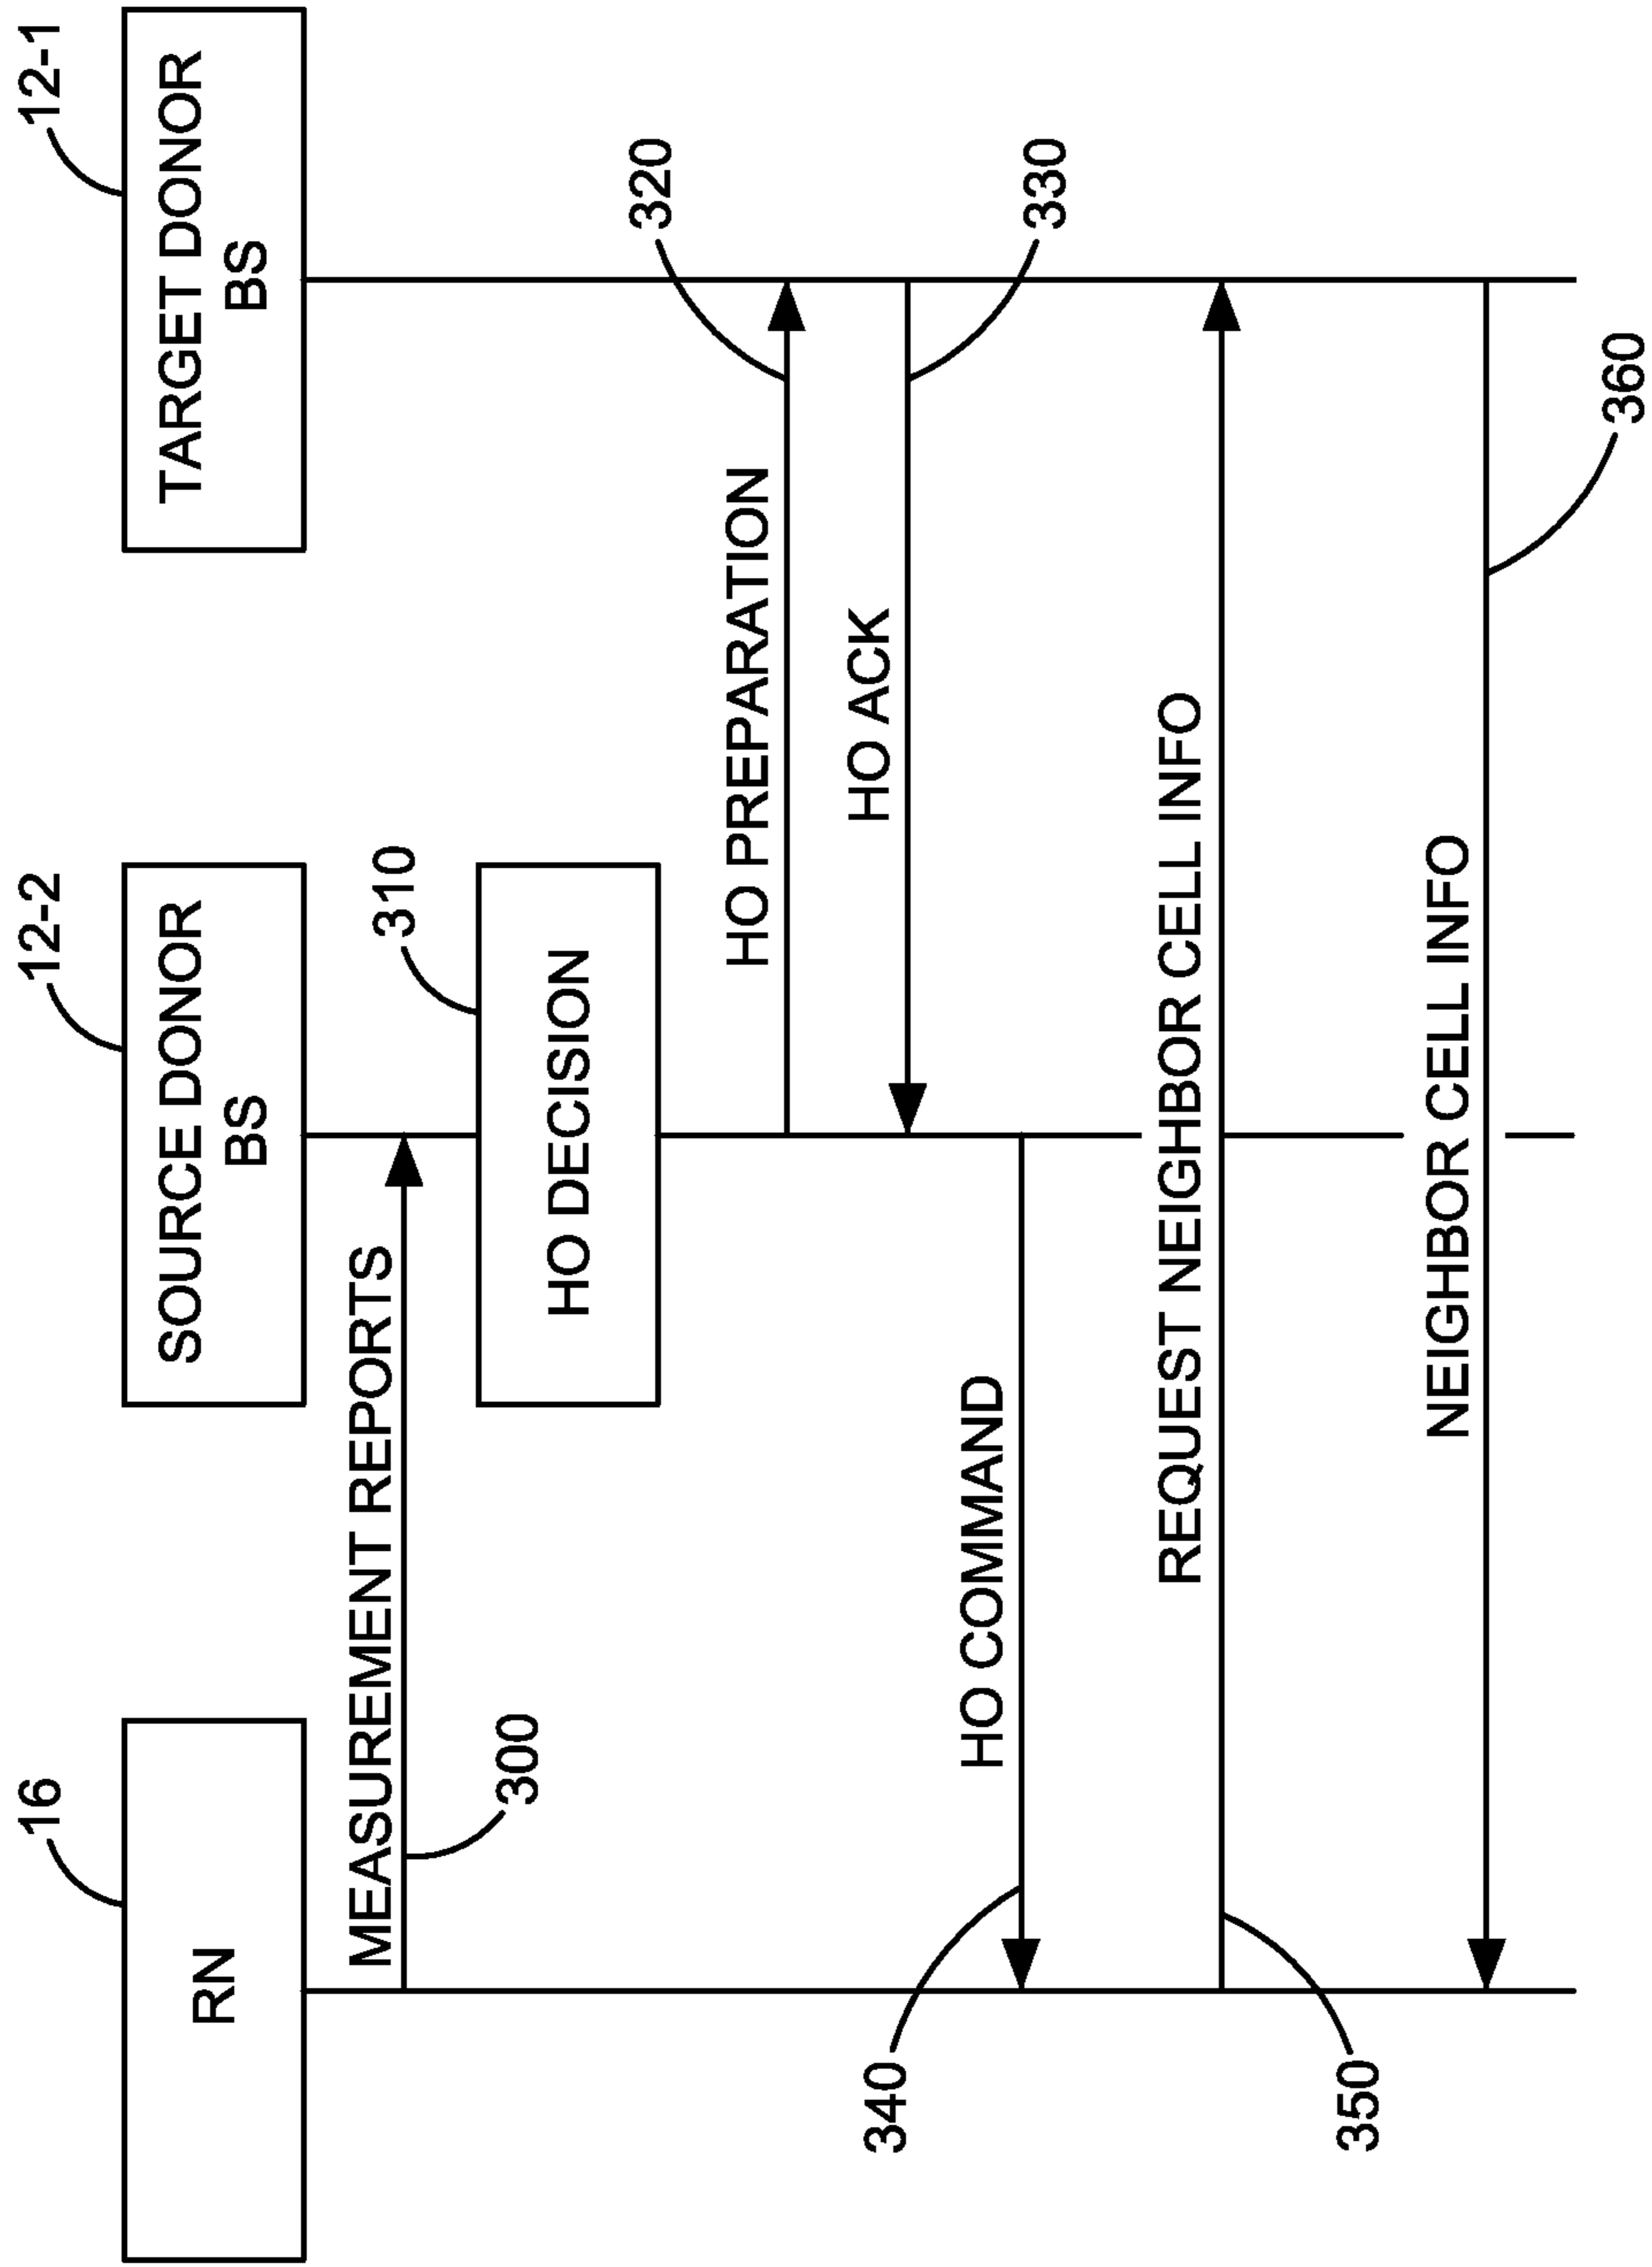 16
12-2
12-1
RN
SOURCE DONOR
BS
TARGET DONOR
BS
MEASUREMENT REPORTS
300
310
HO DECISION
320
HO PREPARATION
HO ACK
330
340
HO COMMAND
REQUEST NEIGHBOR CELL INFO
350
NEIGHBOR CELL INFO
360